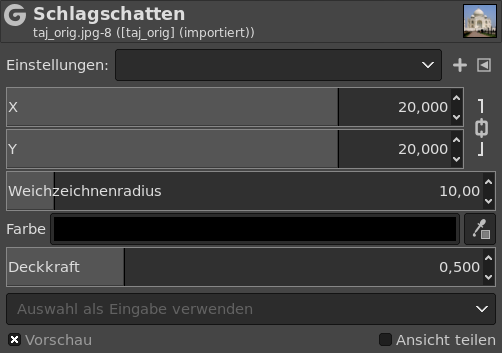 Schlagschatten
taj_orig.jpg-8 ([taj_orig] (importiert))
Einstellungen:
X 20,000
Y 20,000
Weichzeichnenradius 10,00
Farbe
Deckkraft 0,500
Auswahl als Eingabe verwenden
Vorschau Ansicht teilen